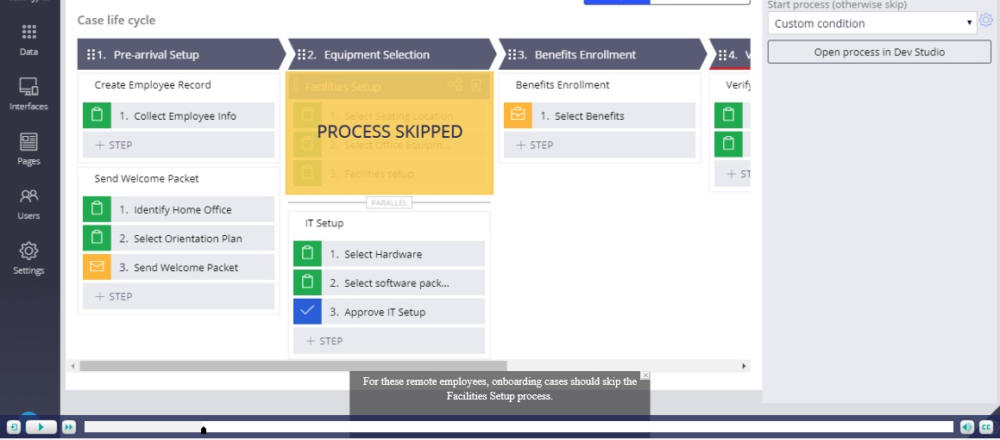 Start process (otherwise skip)
Custom condition
Open process in Dev Studio
Data
Interfaces
Pages
Users
Settings
Case life cycle
1. Pre-arrival Setup
2. Equipment Selection
3. Benefits Enrollment
4. V
Create Employee Record
1. Collect Employee Info
+ STEP
Send Welcome Packet
1. Identify Home Office
2. Select Orientation Plan
3. Send Welcome Packet
+ STEP
Facilities Setup
1. Select Seating Location
PROCESS SKIPPED
2. Select Office Equipm...
3. Facilities setup
PARALLEL
IT Setup
1. Select Hardware
2. Select software pack...
3. Approve IT Setup
+ STEP
Benefits Enrollment
1. Select Benefits
+ STEP
Verify
+ ST
For these remote employees, onboarding cases should skip the
Facilities Setup process.
CC